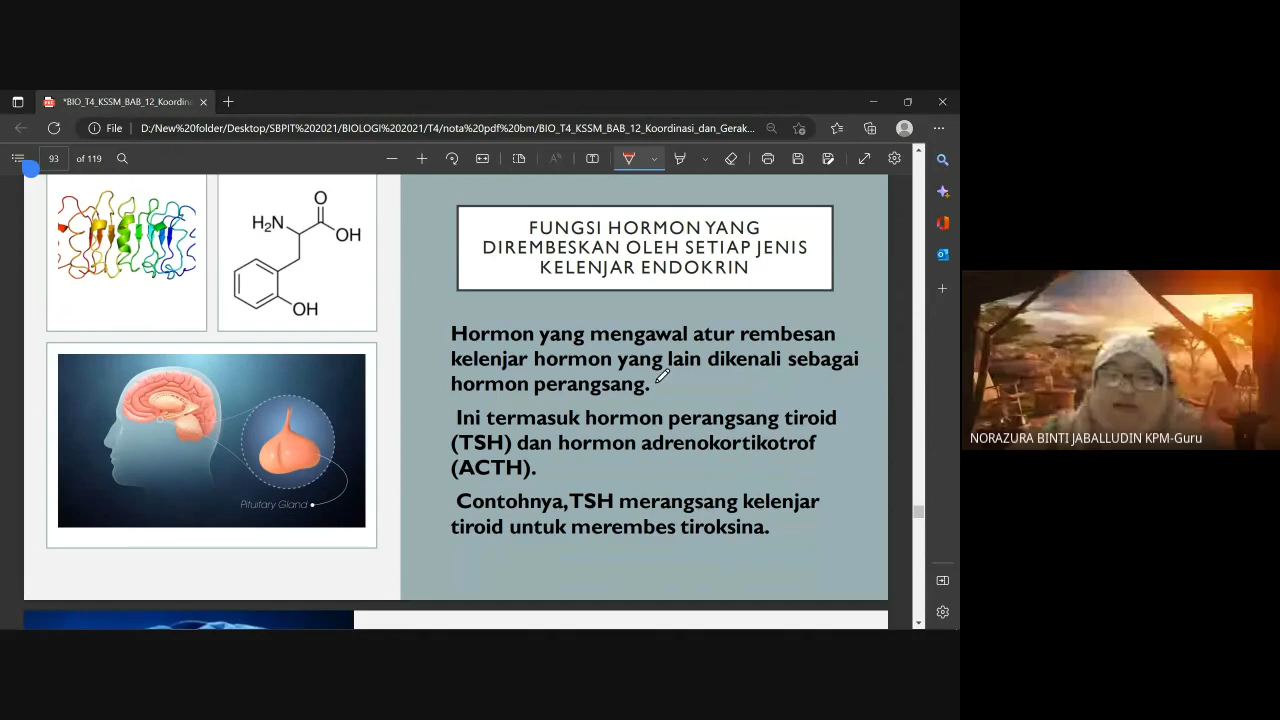 *BIO_T4_KSSM_BAB_12_Koordina
File
D:/New%20folder/Desktop/SBPIT%202021/BIOLOGI%202021/T4/nota%20pdf%20bm/BIO_T4_KSSM_BAB_12_Koordinasi_dan_Gerak...
93 of 119
O
H₂N
OH
OH
Pituitary Gland
FUNGSI HORMON YANG
DIREMBESKAN OLEH SETIAP JENIS
KELENJAR ENDOKRIN
Hormon yang mengawal atur rembesan
kelenjar hormon yang lain dikenali sebagai
hormon perangsang.
Ini termasuk hormon perangsang tiroid
(TSH) dan hormon adrenokortikotrof
(ACTH).
Contohnya, TSH merangsang kelenjar
tiroid untuk merembes tiroksina.
NORAZURA BINTI JABALLUDIN KPM-Guru